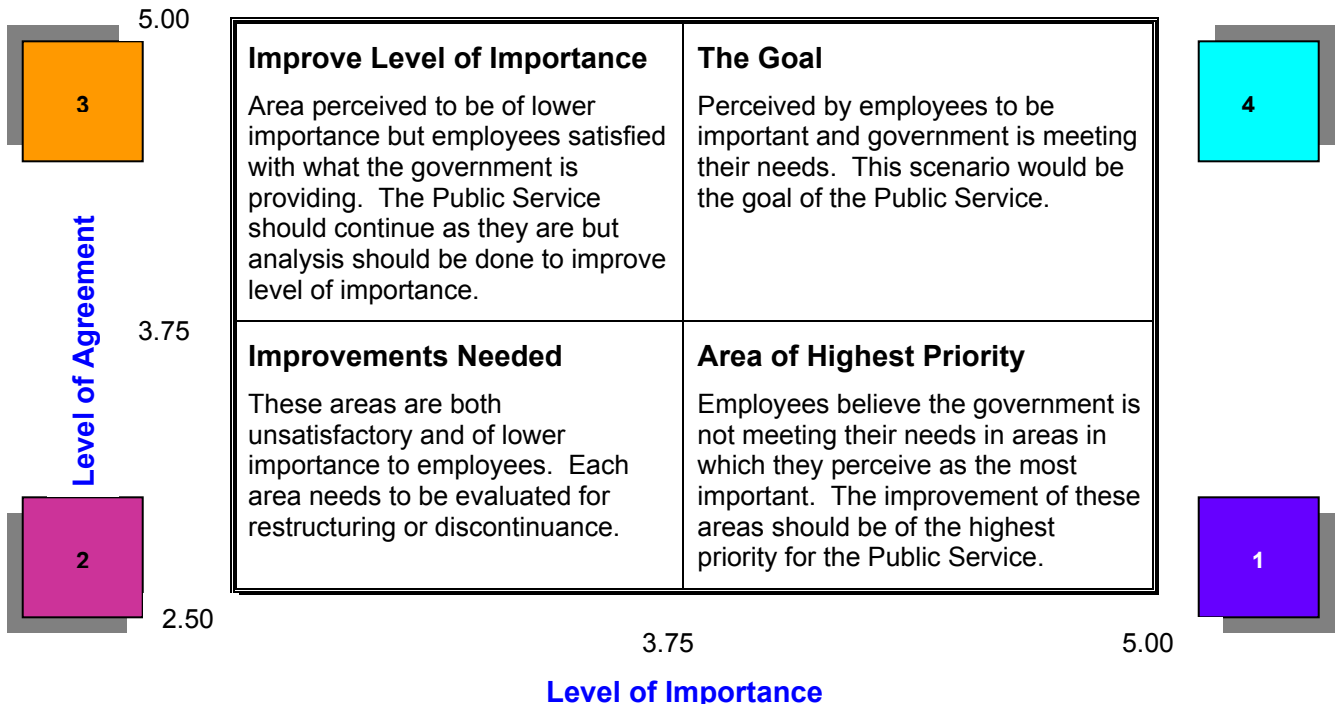 5.00
3
Improve Level of Importance
Area perceived to be of lower
importance but employees satisfied
with what the government is
providing. The Public Service
should continue as they are but
analysis should be done to improve
level of importance.
The Goal
Perceived by employees to be
important and government is meeting
their needs. This scenario would be
the goal of the Public Service.
4
Level of Agreement
3.75
Improvements Needed
These areas are both
unsatisfactory and of lower
importance to employees. Each
area needs to be evaluated for
restructuring or discontinuance.
Area of Highest Priority
Employees believe the government is
not meeting their needs in areas in
which they perceive as the most
important. The improvement of these
areas should be of the highest
priority for the Public Service.
2
1
2.50
3.75
5.00
Level of Importance